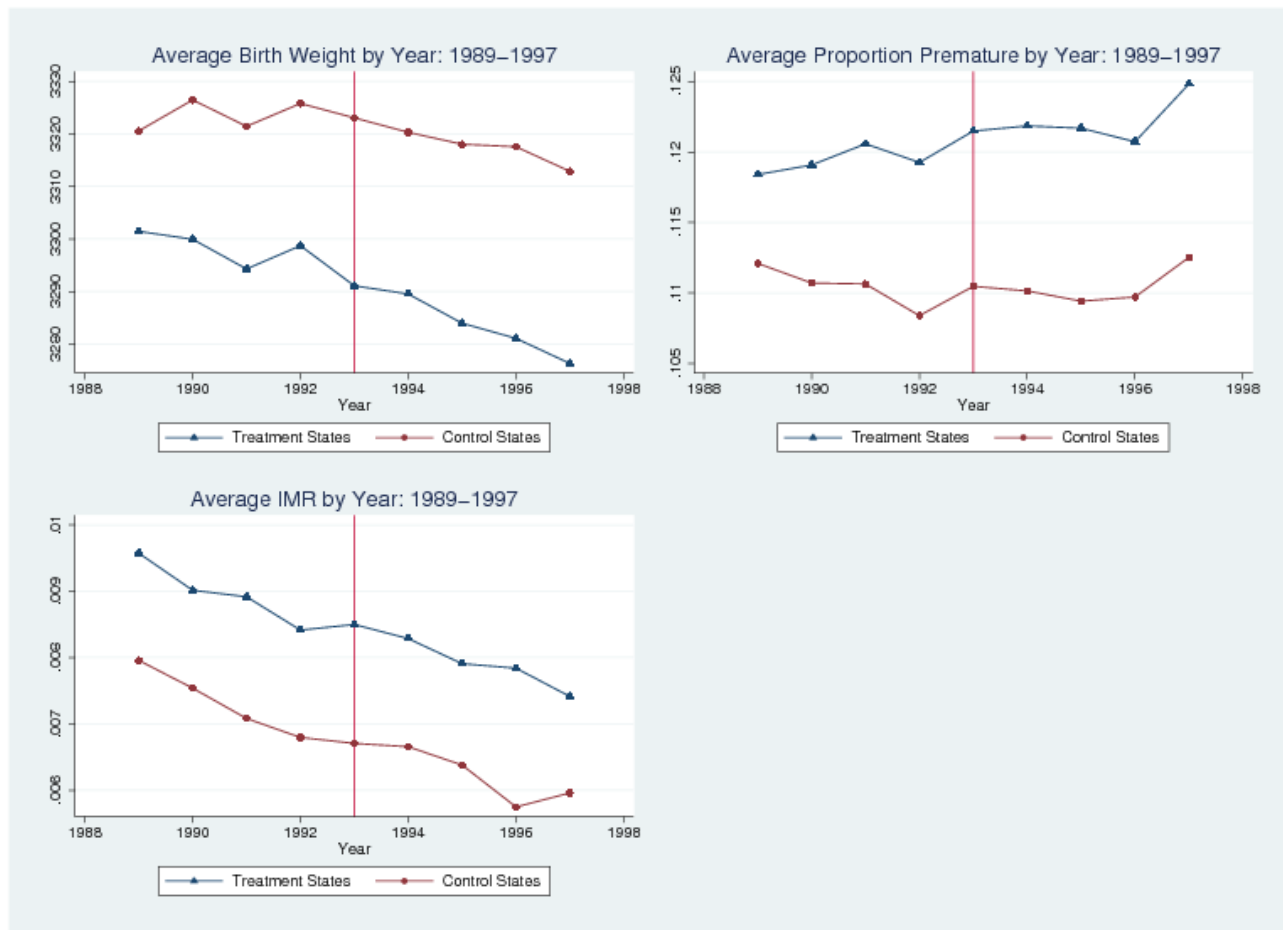 Average Birth Weight by Year: 1989–1997
3330
3320
3310
3300
3290
3280
1988 1990 1992 1994 1996 1998
Year
Treatment States Control States
Average Proportion Premature by Year: 1989–1997
.125
.12
.115
.11
.105
1988 1990 1992 1994 1996 1998
Year
Treatment States Control States
Average IMR by Year: 1989–1997
.01
.009
.008
.007
.006
1988 1990 1992 1994 1996 1998
Year
Treatment States Control States